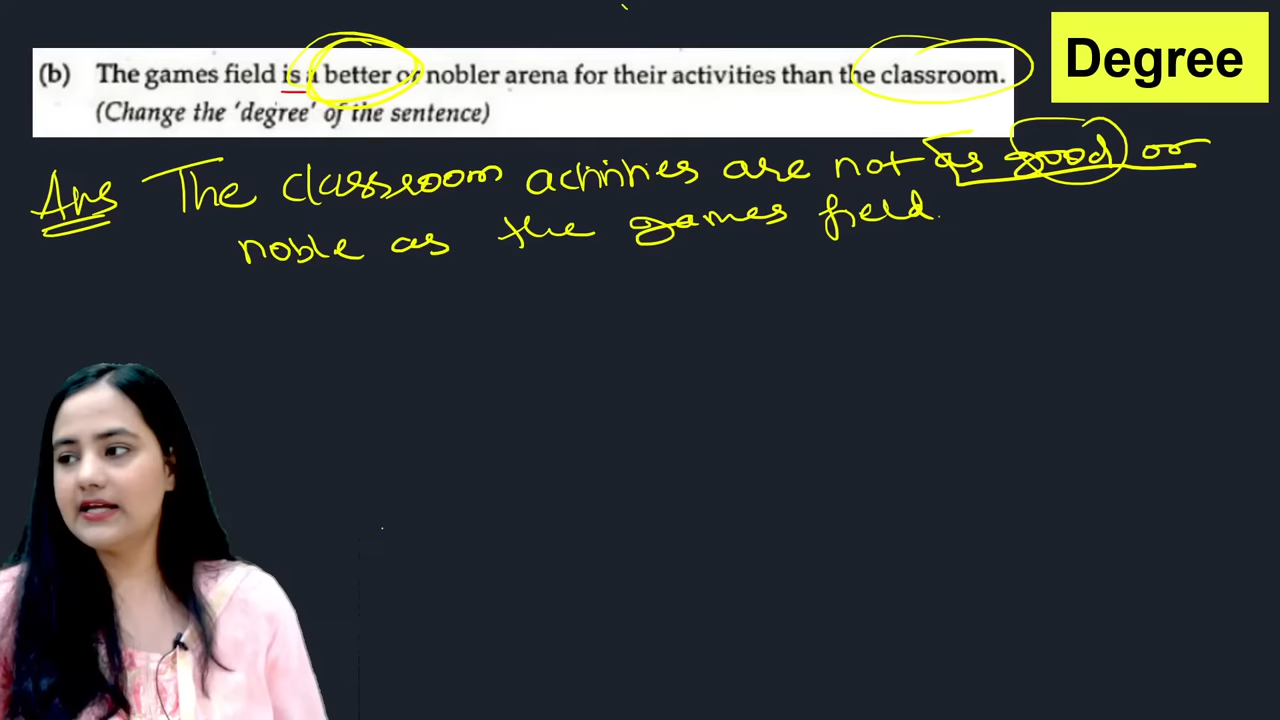 Degree
(b) The games field is a better or nobler arena for their activities than the classroom.
(Change the 'degree' of the sentence)
Ans The classroom activities are not as good or
noble as the games field.